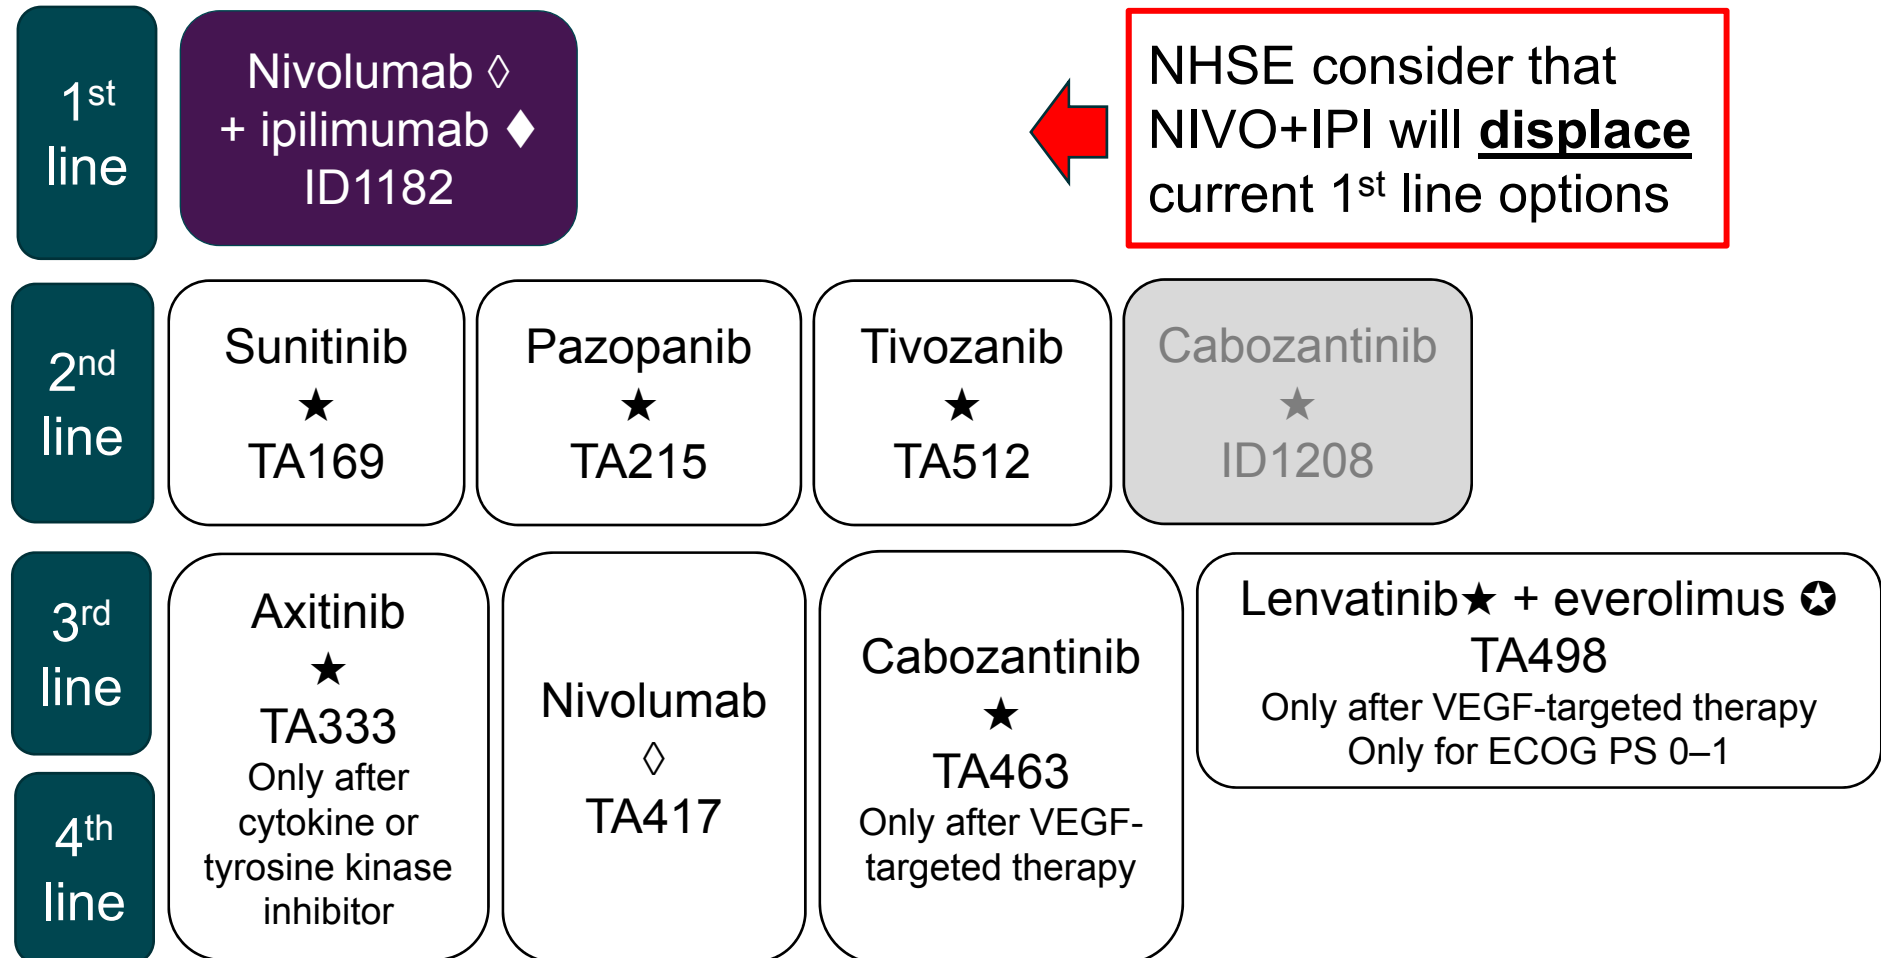 1st
line
Nivolumab ◊
+ ipilimumab ♦
ID1182
NHSE consider that
NIVO+IPI will displace
current 1st line options
2nd
line
Sunitinib
★
TA169
Pazopanib
★
TA215
Tivozanib
★
TA512
Cabozantinib
★
ID1208
3rd
line
4th
line
Axitinib
★
TA333
Only after
cytokine or
tyrosine kinase
inhibitor
Nivolumab
◊
TA417
Cabozantinib
★
TA463
Only after VEGF-
targeted therapy
Lenvatinib★ + everolimus ✪
TA498
Only after VEGF-targeted therapy
Only for ECOG PS 0–1